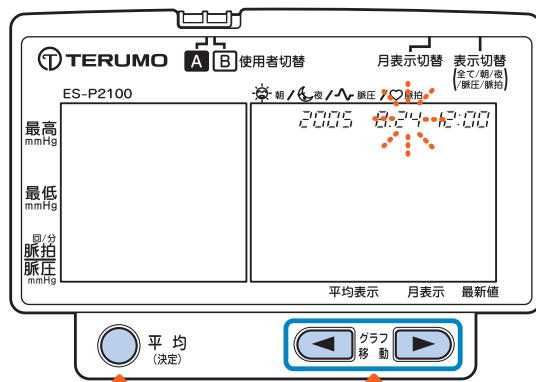 TERUMO A B 使用者切替
月表示切替 表示切替
(全て/朝/夜
/脈圧/脈拍)
ES-P2100
朝/夜/脈圧/脈拍
2005 8.24 12:00
最高
mmHg
最低
mmHg
回/分
脈拍
脈圧
mmHg
平均表示 月表示 最新値
平均
(決定)
グラフ
移動